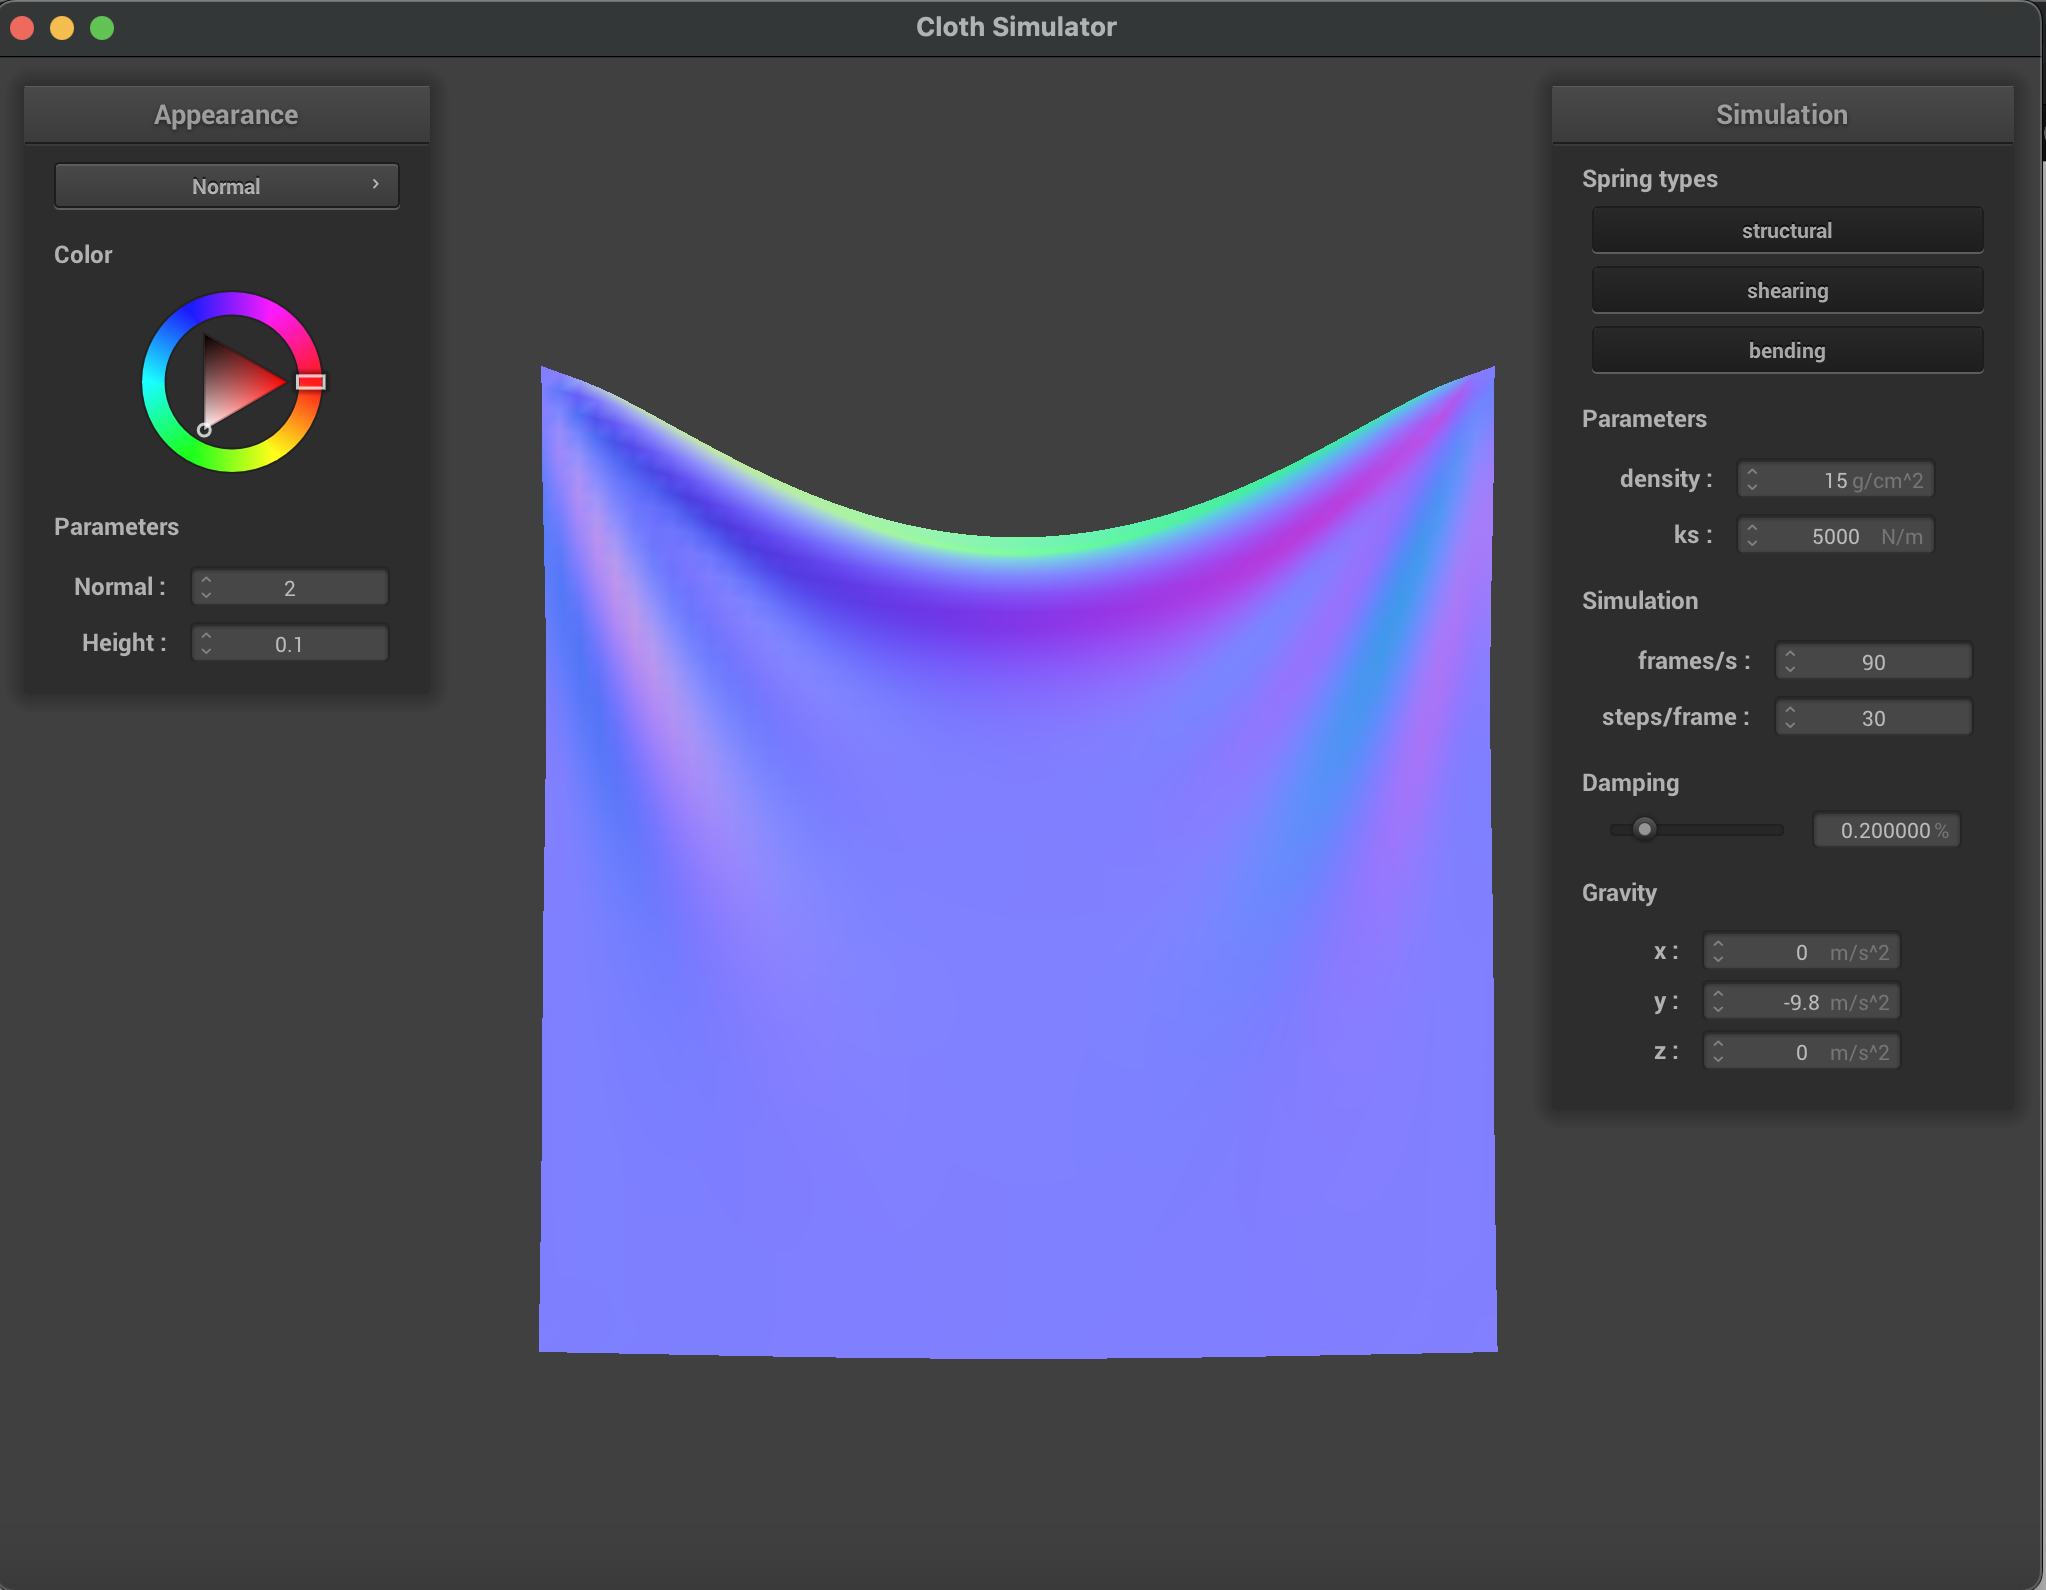 Cloth Simulator
Appearance
Normal
Color
Parameters
Normal : 2
Height : 0.1
Simulation
Spring types
structural
shearing
bending
Parameters
density : 15 g/cm^2
ks : 5000 N/m
Simulation
frames/s : 90
steps/frame : 30
Damping
0.200000 %
Gravity
x : 0 m/s^2
y : -9.8 m/s^2
z : 0 m/s^2